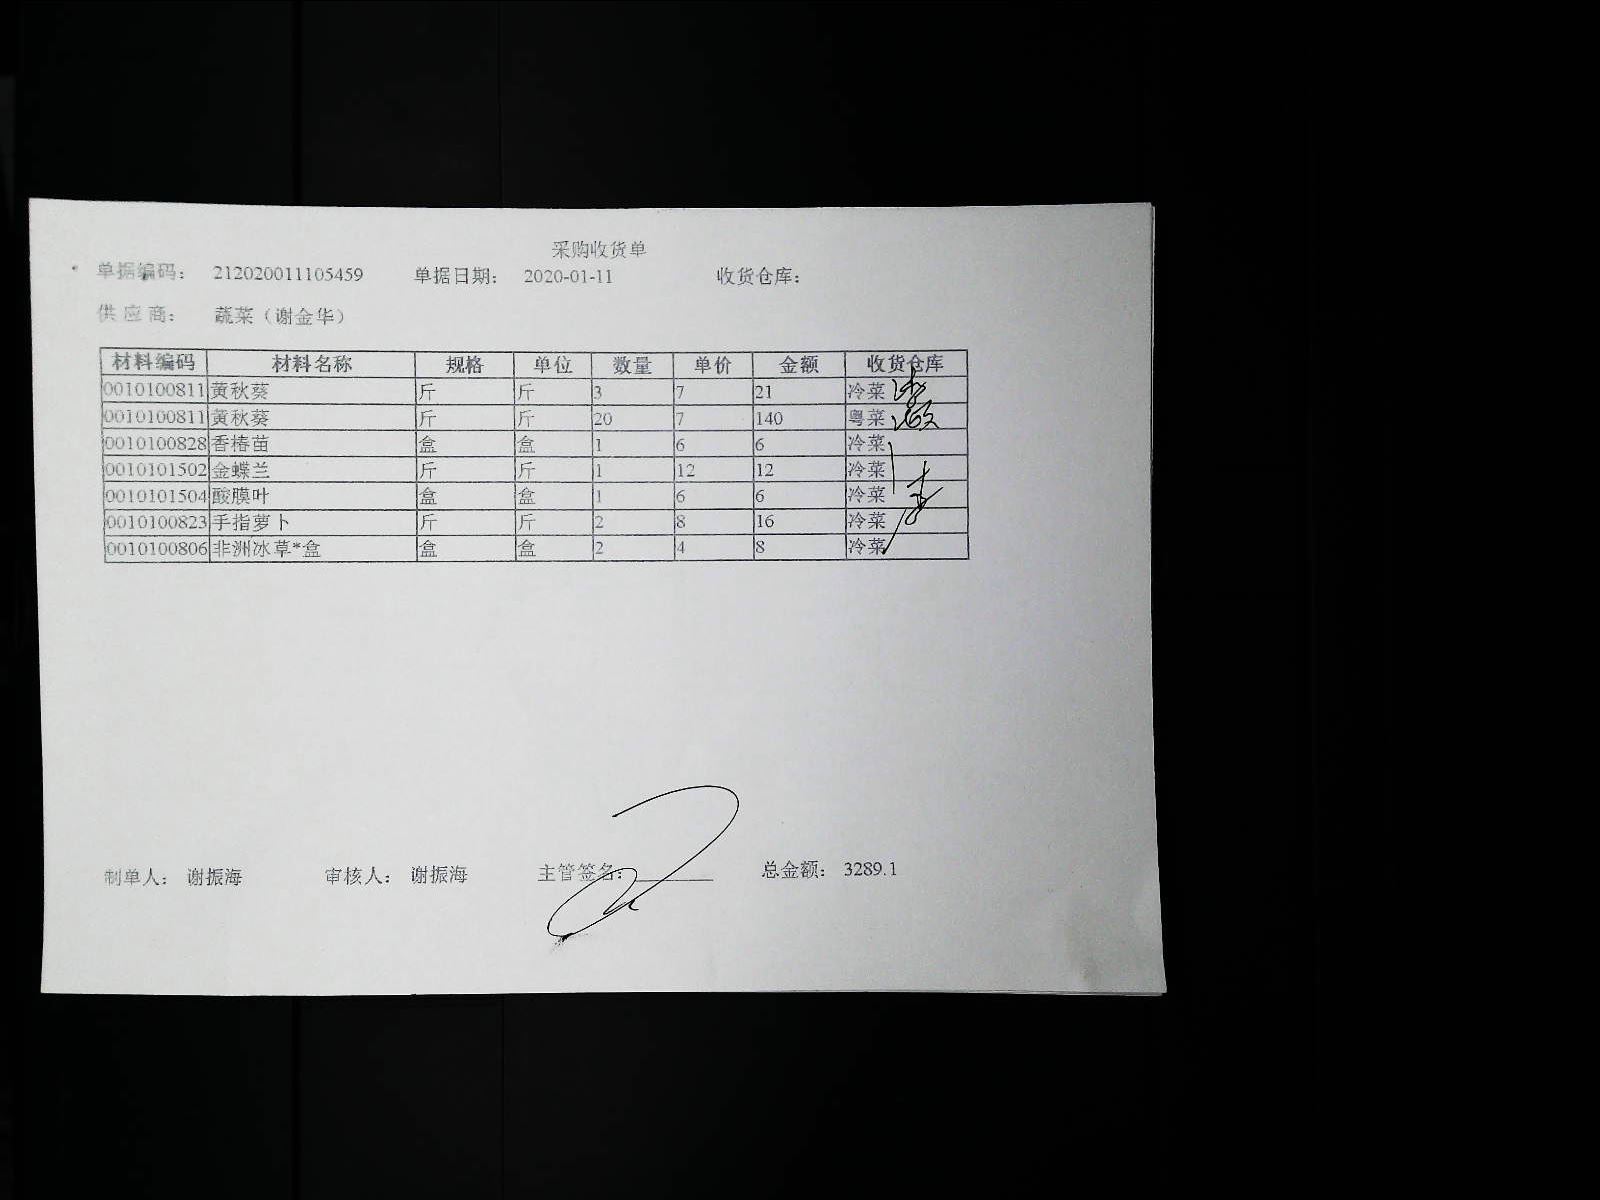 采购收货单
单据编码： 212020011105459 单据日期： 2020-01-11 收货仓库：
供 应 商： 蔬菜（谢金华）
材料编码 材料名称 规格 单位 数量 单价 金额 收货仓库
0010100811 黄秋葵 斤 斤 3 7 21 冷菜
0010100811 黄秋葵 斤 斤 20 7 140 粤菜
0010100828 香椿苗 盒 盒 1 6 6 冷菜
0010101502 金蝶兰 斤 斤 1 12 12 冷菜
0010101504 酸膜叶 盒 盒 1 6 6 冷菜
0010100823 手指萝卜 斤 斤 2 8 16 冷菜
0010100806 非洲冰草*盒 盒 盒 2 4 8 冷菜
制单人： 谢振海 审核人： 谢振海 主管签名： 总金额： 3289.1